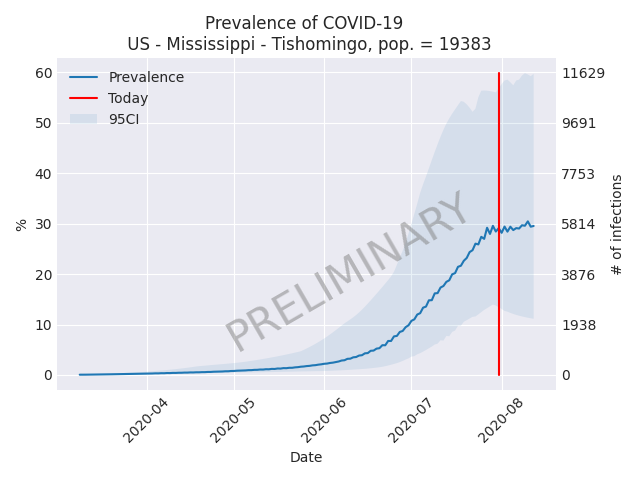 Prevalence of COVID-19
US - Mississippi - Tishomingo, pop. = 19383
Prevalence
Today
95CI
60
50
40
30
20
10
0
%
11629
9691
7753
5814
3876
1938
0
# of infections
PRELIMINARY
2020-04
2020-05
2020-06
2020-07
2020-08
Date